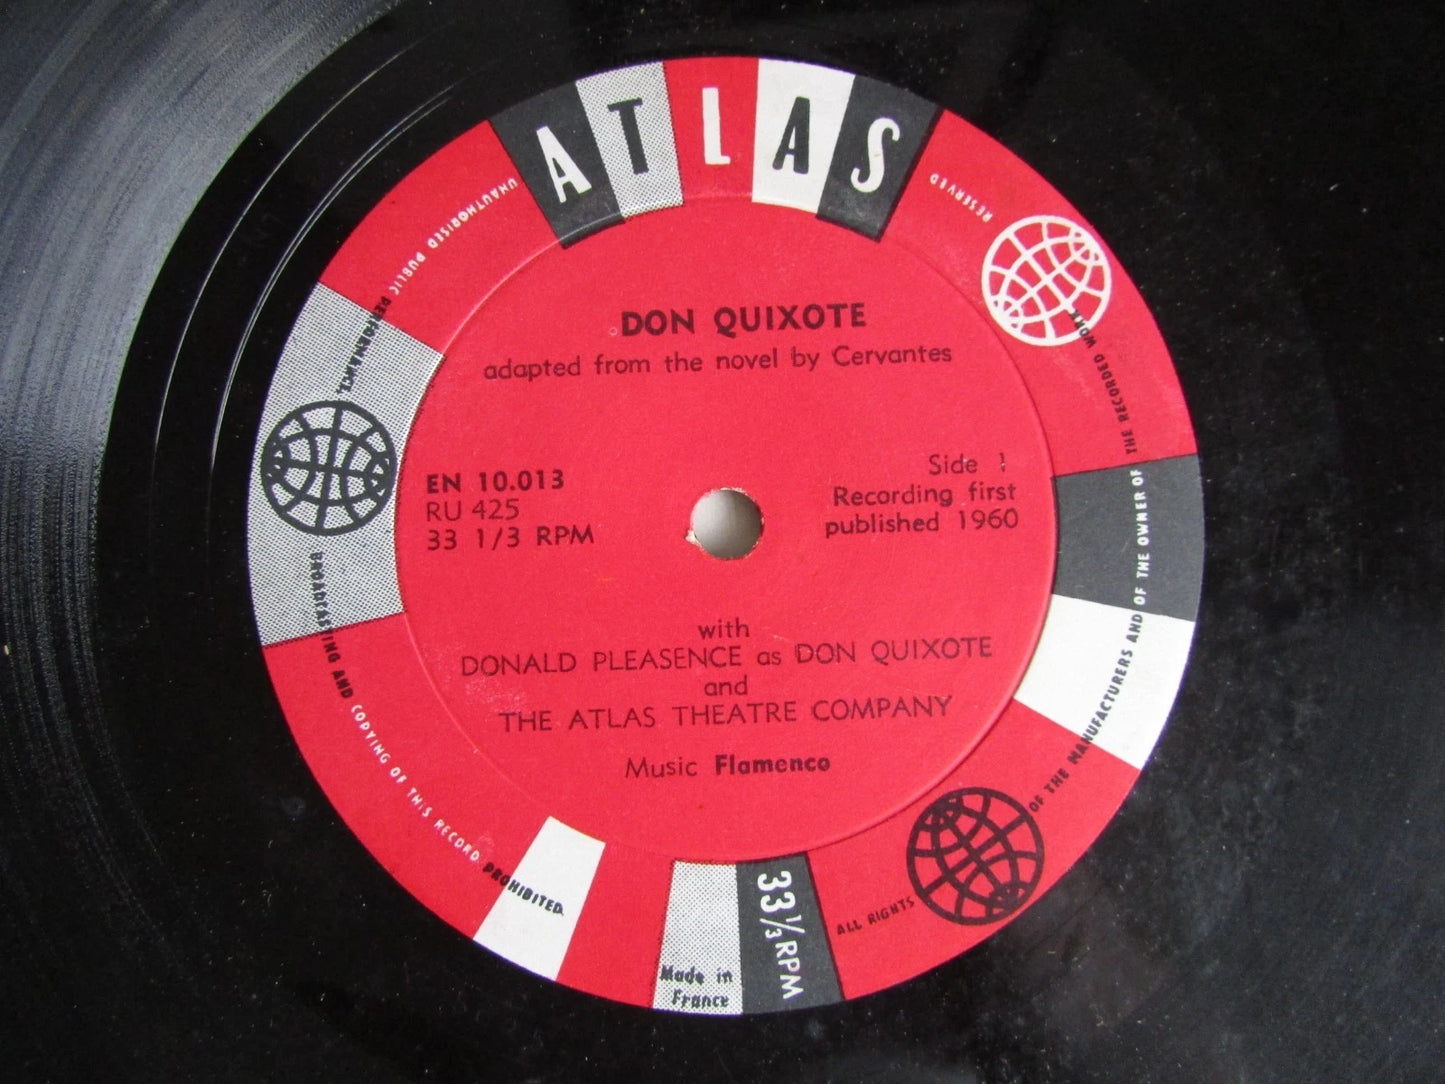 ATLAS
DON QUIXOTE
adapted from the novel by Cervantes
EN 10.013
RU 425
33 1/3 RPM
Side 1
Recording first
published 1960
with
DONALD PLEASENCE as DON QUIXOTE
and
THE ATLAS THEATRE COMPANY
Music Flamenco
33 1/3 RPM
Made in
France
ALL RIGHTS OF THE MANUFACTURERS AND OF THE OWNER OF THE RECORDED WORK RESERVED
UNAUTHORISED PUBLIC PERFORMANCE BROADCASTING AND COPYING OF THIS RECORD PROHIBITED.